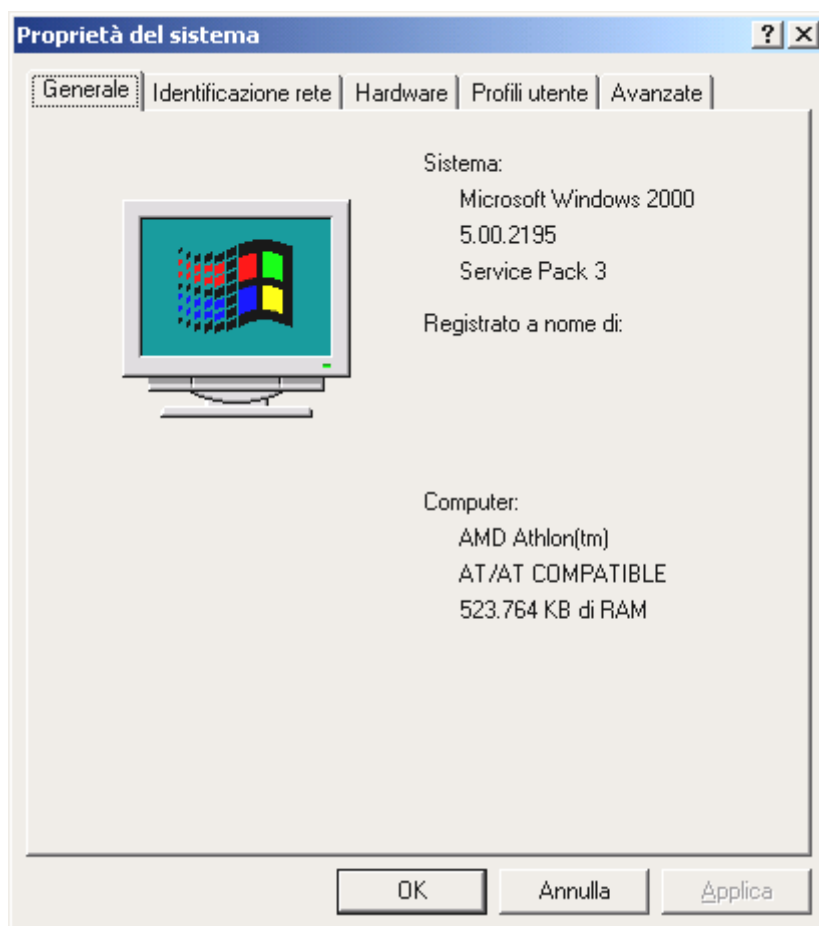 Proprietà del sistema
Generale Identificazione rete Hardware Profili utente Avanzate
Sistema:
Microsoft Windows 2000
5.00.2195
Service Pack 3
Registrato a nome di:
Computer:
AMD Athlon(tm)
AT/AT COMPATIBLE
523.764 KB di RAM
OK Annulla Applica